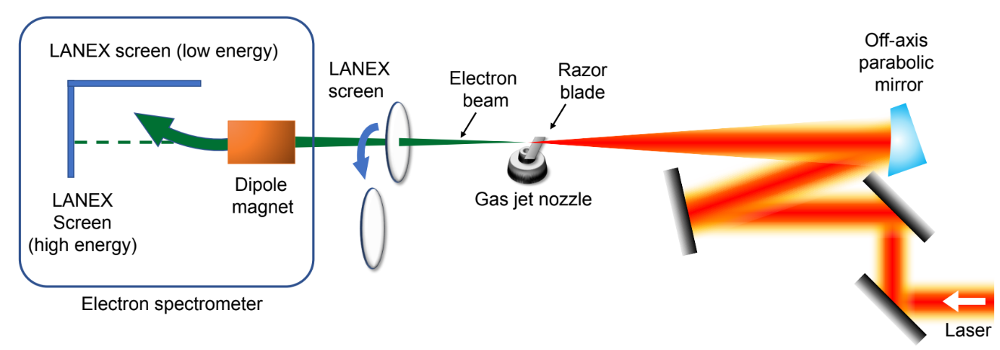 LANEX screen (low energy)
LANEX
Screen
(high energy)
Dipole
magnet
Electron spectrometer
LANEX
screen
Electron
beam
Razor
blade
Gas jet nozzle
Off-axis
parabolic
mirror
Laser